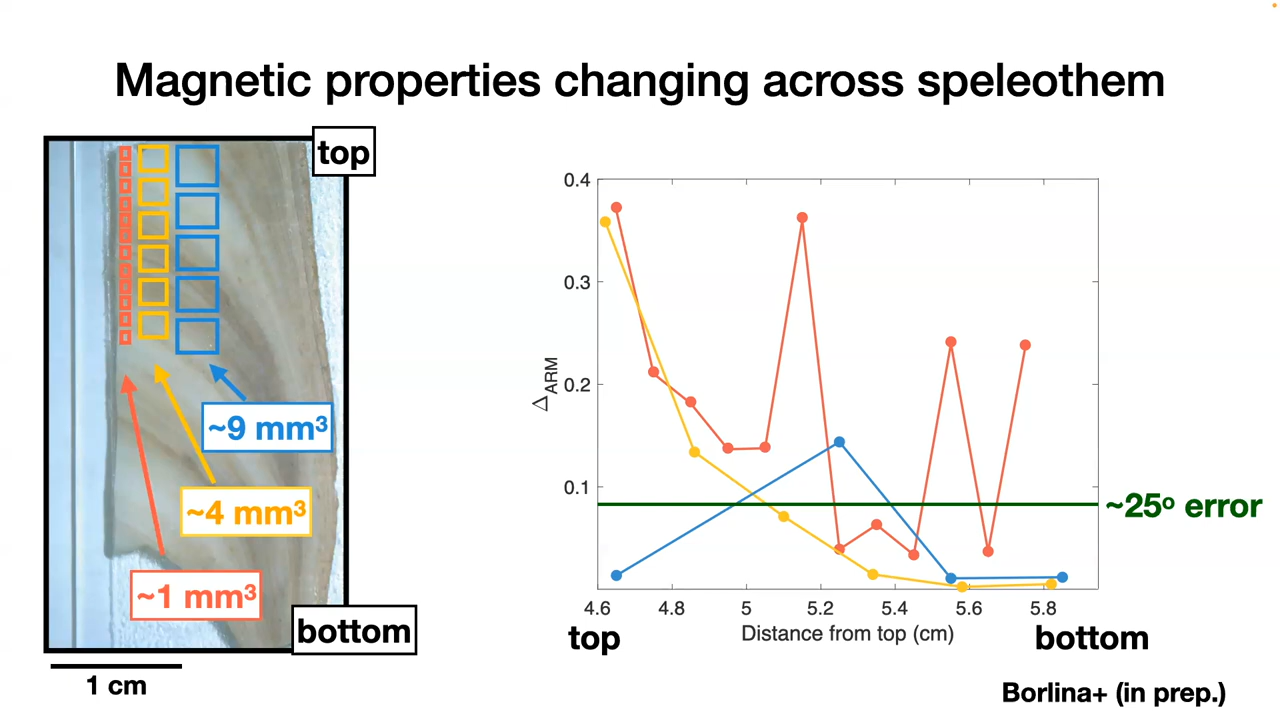 Magnetic properties changing across speleothem
top
~9 mm³
~4 mm³
~1 mm³
bottom
1 cm
0.4
0.3
0.2
0.1
ΔARM
~25º error
4.6 4.8 5 5.2 5.4 5.6 5.8
top Distance from top (cm) bottom
Borlina+ (in prep.)